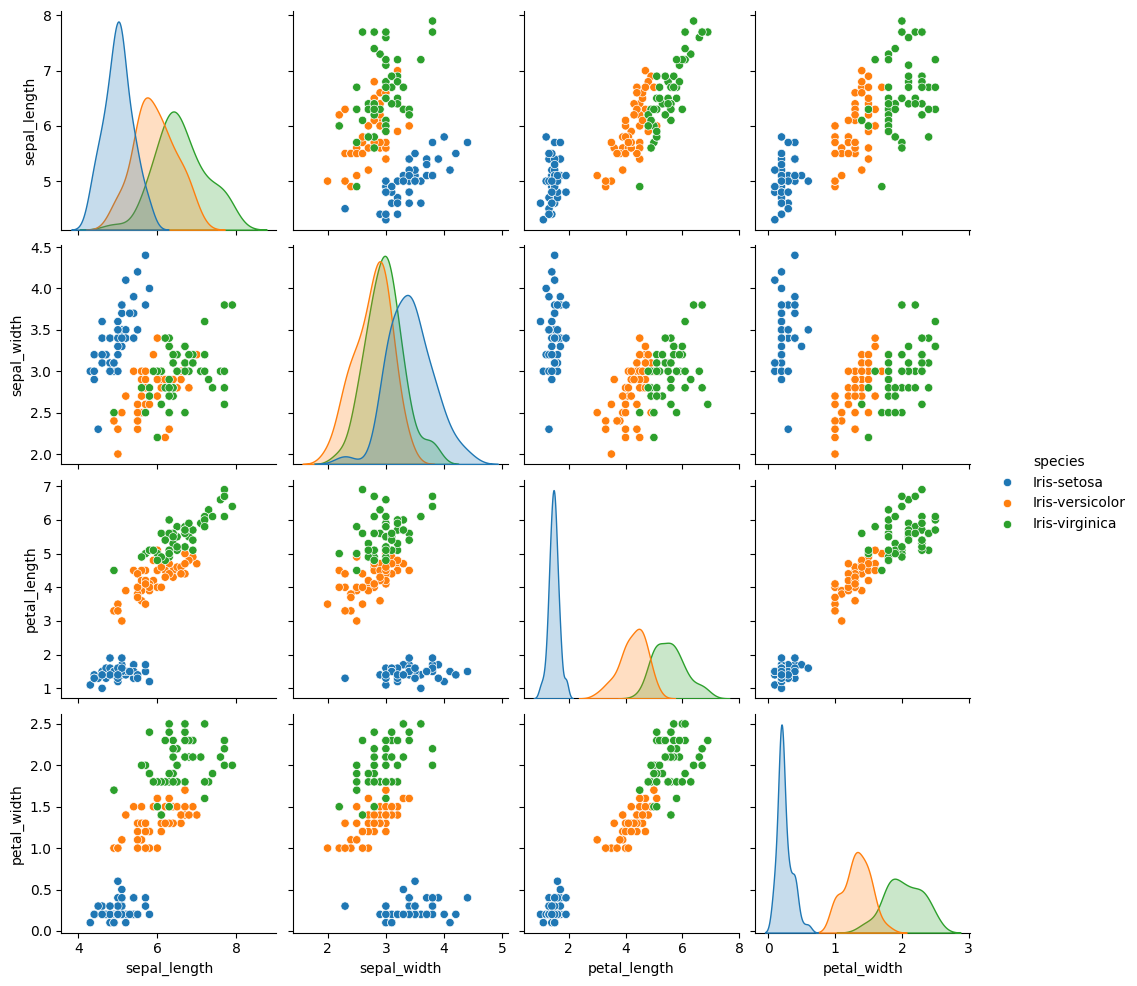 8
7
6
5
sepal_length
4.5
4.0
3.5
3.0
2.5
2.0
sepal_width
species
Iris-setosa
Iris-versicolor
Iris-virginica
7
6
5
4
3
2
1
petal_length
2.5
2.0
1.5
1.0
0.5
0.0
petal_width
4 6 8
2 3 4 5
2 4 6 8
0 1 2 3
sepal_length
sepal_width
petal_length
petal_width